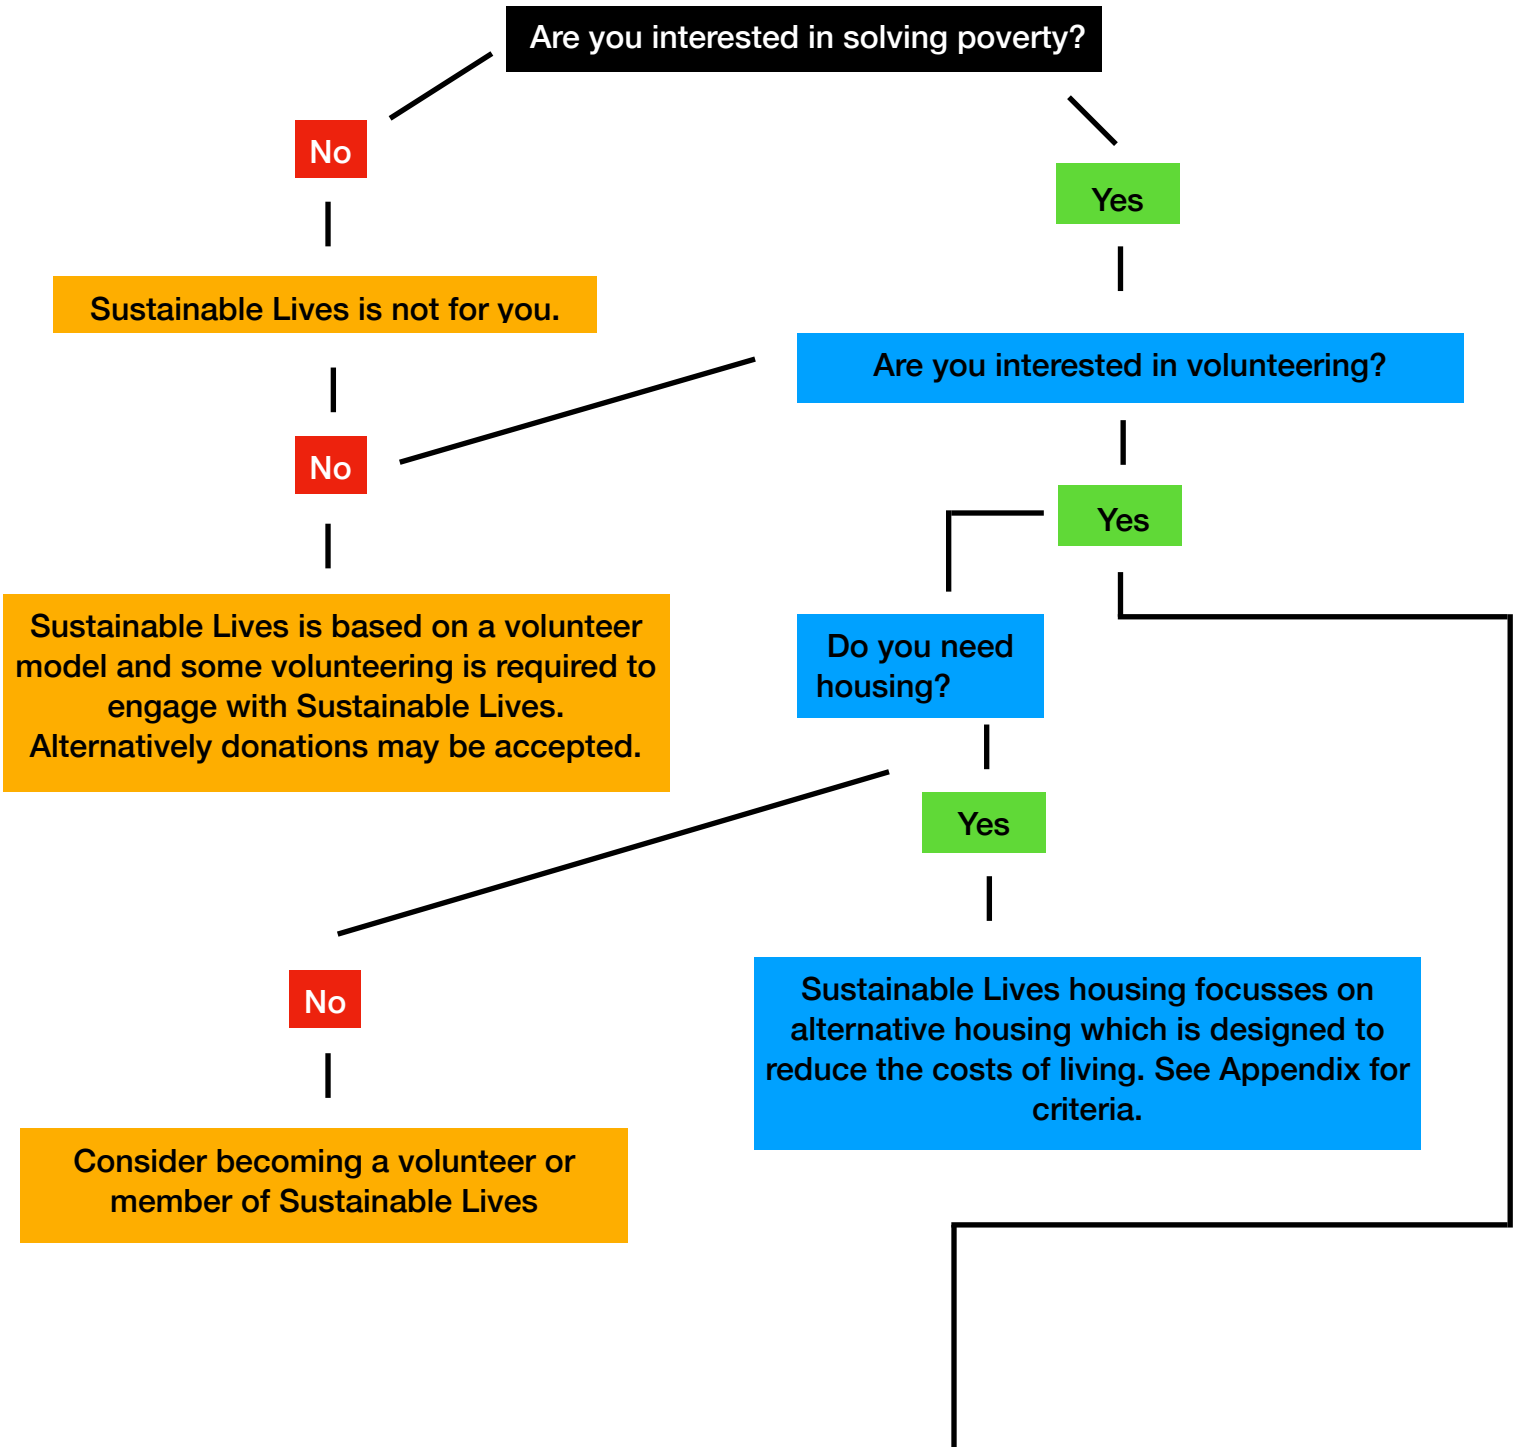 Are you interested in solving poverty?
No
Yes
Sustainable Lives is not for you.
Are you interested in volunteering?
No
Yes
Sustainable Lives is based on a volunteer
model and some volunteering is required to
engage with Sustainable Lives.
Alternatively donations may be accepted.
Do you need
housing?
Yes
No
Sustainable Lives housing focusses on
alternative housing which is designed to
reduce the costs of living. See Appendix for
criteria.
Consider becoming a volunteer or
member of Sustainable Lives